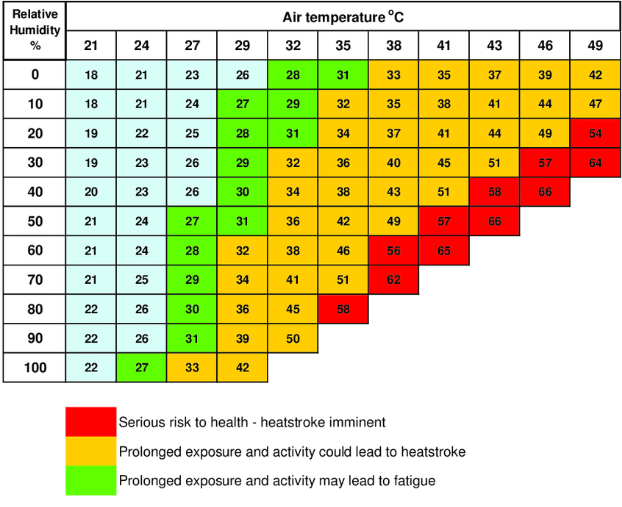 Relative Humidity % Air temperature °C
21 24 27 29 32 35 38 41 43 46 49
0 18 21 23 26 28 31 33 35 37 39 42
10 18 21 24 27 29 32 35 38 41 44 47
20 19 22 25 28 31 34 37 41 44 49 54
30 19 23 26 29 32 36 40 45 51 57 64
40 20 23 26 30 34 38 43 51 58 66
50 21 24 27 31 36 42 49 57 66
60 21 24 28 32 38 46 56 65
70 21 25 29 34 41 51 62
80 22 26 30 36 45 58
90 22 26 31 39 50
100 22 27 33 42
Serious risk to health - heatstroke imminent
Prolonged exposure and activity could lead to heatstroke
Prolonged exposure and activity may lead to fatigue